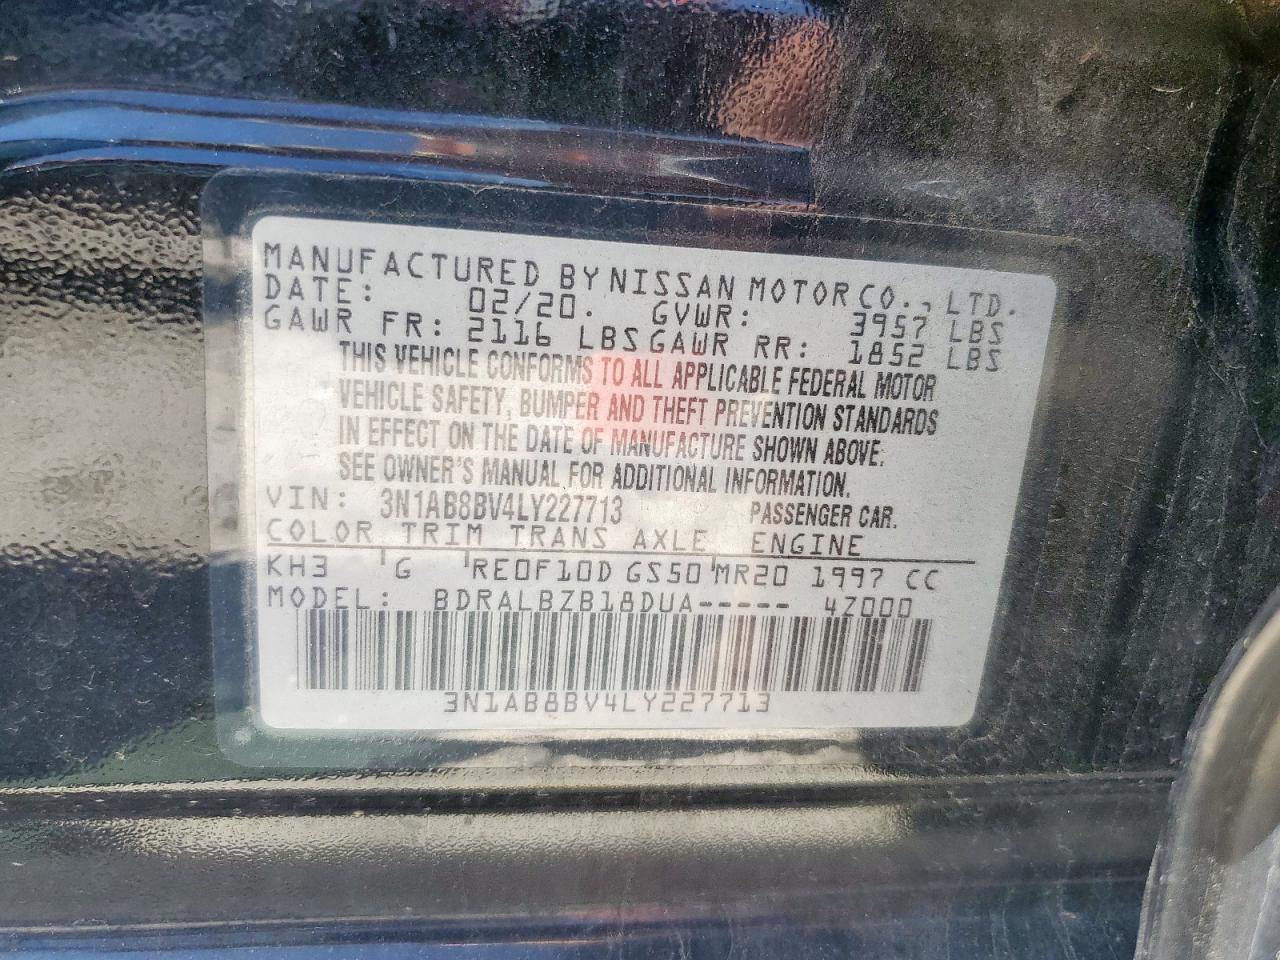 MANUFACTURED BY NISSAN MOTOR CO., LTD.
DATE: 02/20. GVWR: 3957 LBS
GAWR FR: 2116 LBS GAWR RR: 1852 LBS
THIS VEHICLE CONFORMS TO ALL APPLICABLE FEDERAL MOTOR
VEHICLE SAFETY, BUMPER AND THEFT PREVENTION STANDARDS
IN EFFECT ON THE DATE OF MANUFACTURE SHOWN ABOVE.
SEE OWNER'S MANUAL FOR ADDITIONAL INFORMATION.
VIN: 3N1AB8BV4LY227713 PASSENGER CAR.
COLOR TRIM TRANS AXLE ENGINE
KH3 G RE0F10D GS50 MR20 1997 CC
MODEL: BDRALBZB18DUA----- 4Z000
3N1AB8BV4LY227713